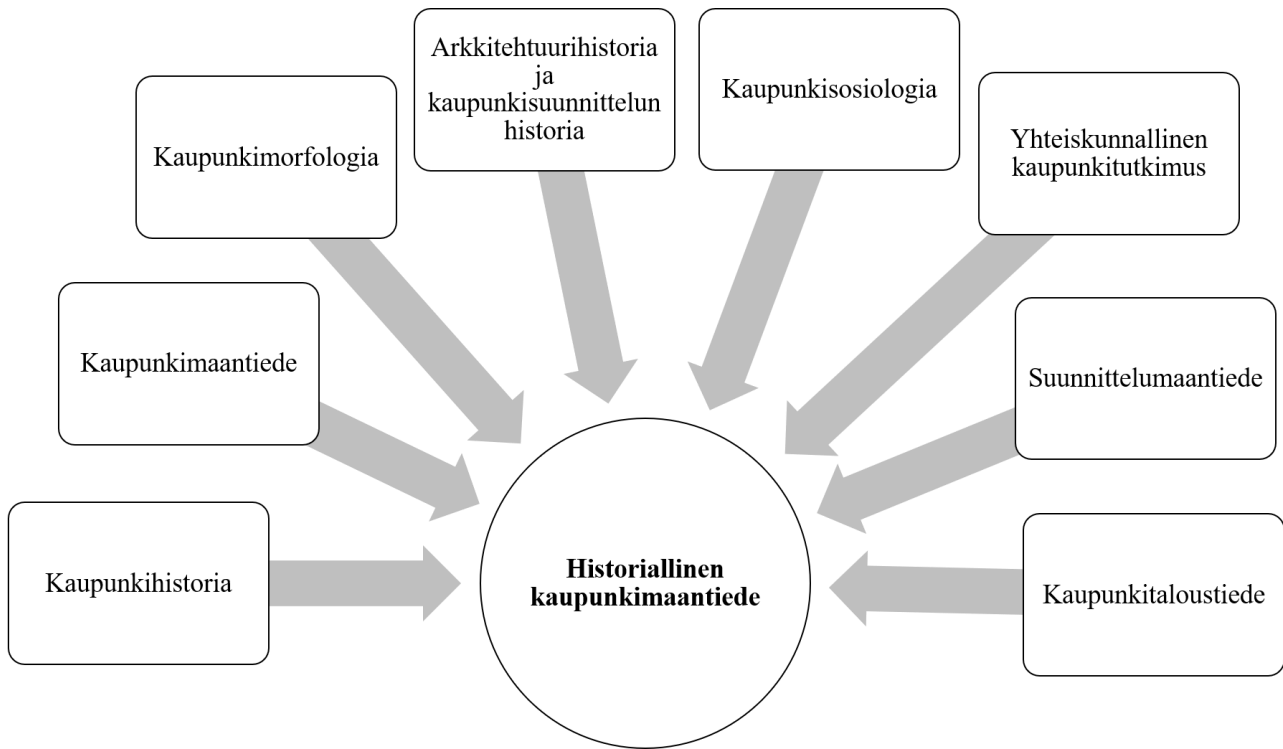 Arkkitehtuurihistoria
ja
kaupunkisuunnittelun
historia
Kaupunkisosiologia
Yhteiskunnallinen
kaupunkitutkimus
Kaupunkimorfologia
Kaupunkimaantiede
Suunnittelumaantiede
Kaupunkihistoria
Historiallinen
kaupunkimaantiede
Kaupunkitaloustiede